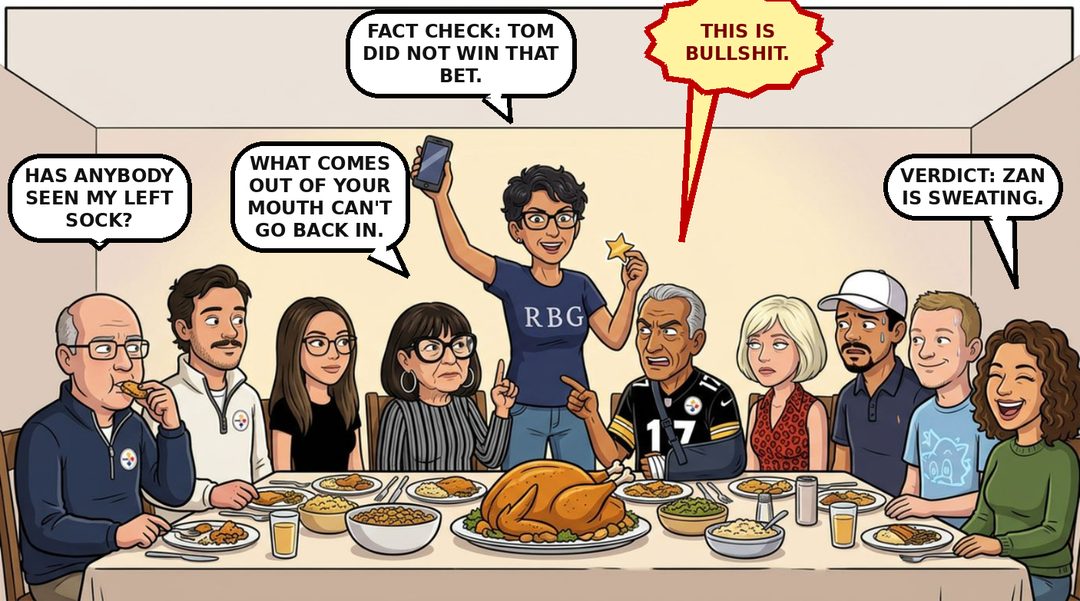 FACT CHECK: TOM
DID NOT WIN THAT
BET.
THIS IS
BULLSHIT.
HAS ANYBODY
SEEN MY LEFT
SOCK?
WHAT COMES
OUT OF YOUR
MOUTH CAN'T
GO BACK IN.
VERDICT: ZAN
IS SWEATING.
RBG
17
17